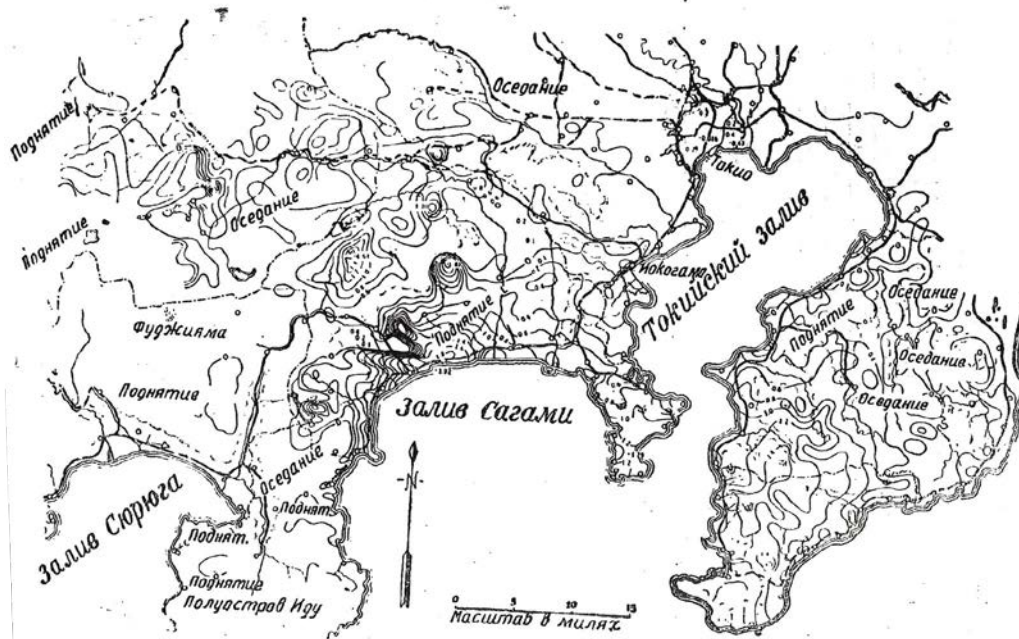 Оседание
Поднятие
Токио
Оседание
Поднятие
Иокогама
Токийский залив
Фуджияма
Поднятие
Поднятие
Оседание
Поднятие
Оседание
Оседание
Поднятие
Залив Сагами
Оседание
Залив Сюрюга
Поднят.
-N-
Поднят.
Поднятие
Полуостров Иду
0 5 10 15
Масштаб в милях